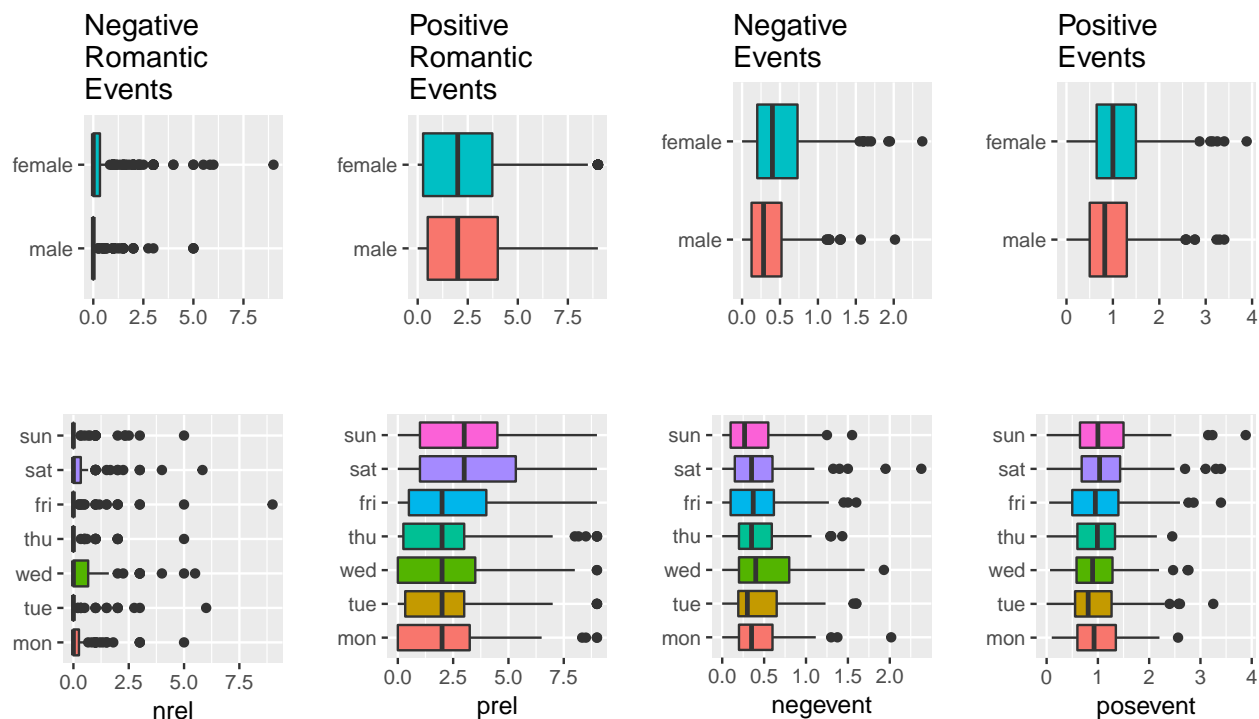 Negative
Romantic
Events
female
male
0.0 2.5 5.0 7.5
Positive
Romantic
Events
female
male
0.0 2.5 5.0 7.5
Negative
Events
female
male
0.0 0.5 1.0 1.5 2.0
Positive
Events
female
male
0 1 2 3 4
sun
sat
fri
thu
wed
tue
mon
0.0 2.5 5.0 7.5
nrel
sun
sat
fri
thu
wed
tue
mon
0.0 2.5 5.0 7.5
prel
sun
sat
fri
thu
wed
tue
mon
0.0 0.5 1.0 1.5 2.0
negevent
sun
sat
fri
thu
wed
tue
mon
0 1 2 3 4
posevent